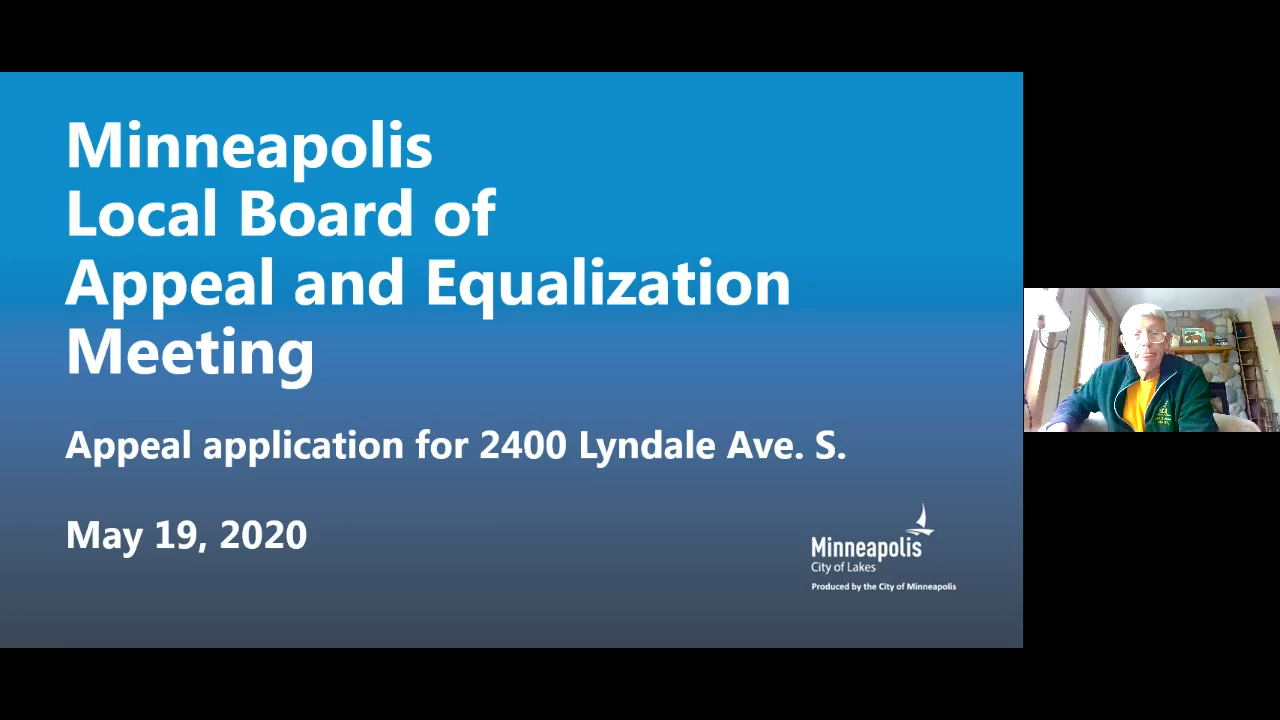 Minneapolis
Local Board of
Appeal and Equalization
Meeting
Appeal application for 2400 Lyndale Ave. S.
May 19, 2020
Minneapolis
City of Lakes
Produced by the City of Minneapolis